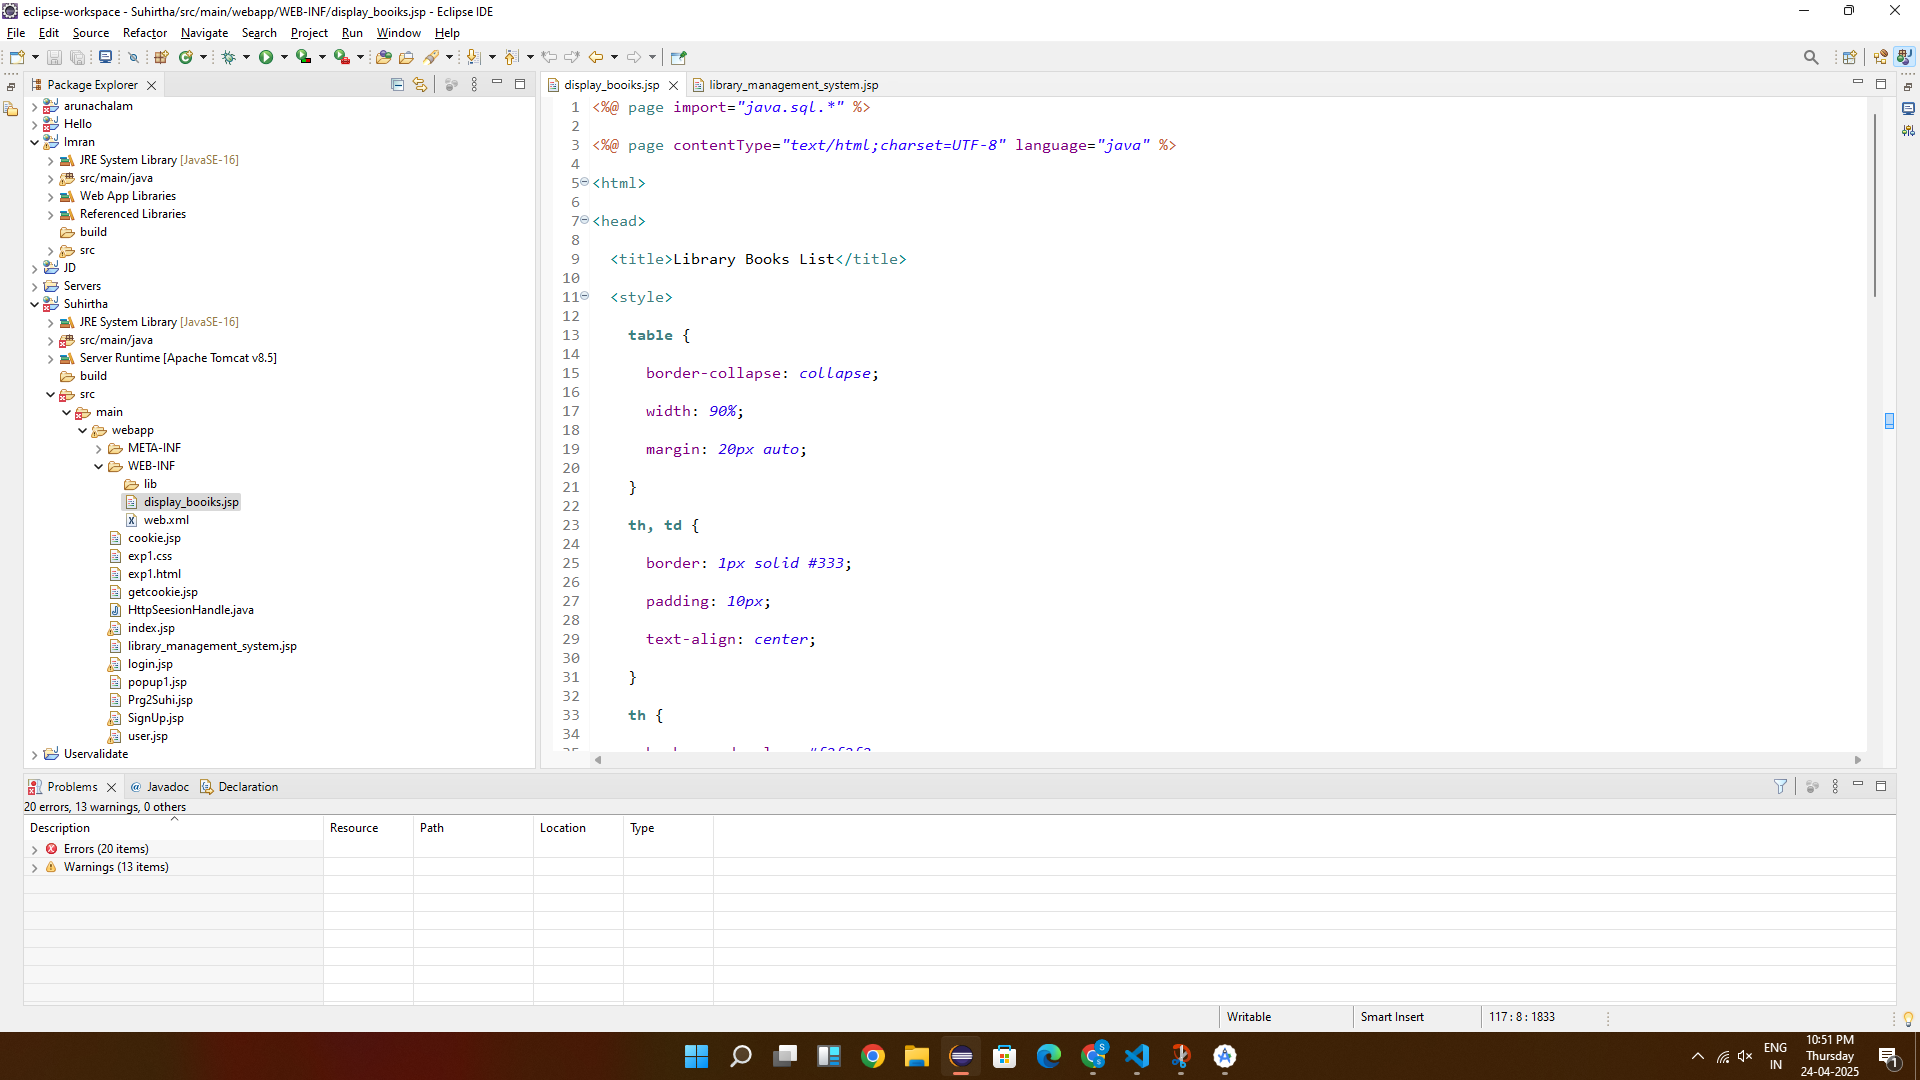 eclipse-workspace - Suhirtha/src/main/webapp/WEB-INF/display_booiks.jsp - Eclipse IDE
File Edit Source Refactor Navigate Search Project Run Window Help
Package Explorer
arunachalam
Hello
Imran
JRE System Library [JavaSE-16]
src/main/java
Web App Libraries
Referenced Libraries
build
src
JD
Servers
Suhirtha
JRE System Library [JavaSE-16]
src/main/java
Server Runtime [Apache Tomcat v8.5]
build
src
main
webapp
META-INF
WEB-INF
lib
display_booiks.jsp
web.xml
cookie.jsp
exp1.css
exp1.html
getcookie.jsp
HttpSeesionHandle.java
index.jsp
library_management_system.jsp
login.jsp
popup1.jsp
Prg2Suhi.jsp
SignUp.jsp
user.jsp
Uservalidate
display_booiks.jsp library_management_system.jsp
1 <%@ page import="java.sql.*" %>
2
3 <%@ page contentType="text/html;charset=UTF-8" language="java" %>
4
5 <html>
6
7 <head>
8
9 <title>Library Books List</title>
10
11 <style>
12
13 table {
14
15 border-collapse: collapse;
16
17 width: 90%;
18
19 margin: 20px auto;
20
21 }
22
23 th, td {
24
25 border: 1px solid #333;
26
27 padding: 10px;
28
29 text-align: center;
30
31 }
32
33 th {
34
Problems @ Javadoc Declaration
20 errors, 13 warnings, 0 others
Description Resource Path Location Type
Errors (20 items)
Warnings (13 items)
Writable Smart Insert 117 : 8 : 1833
ENG
IN
10:51 PM
Thursday
24-04-2025
1